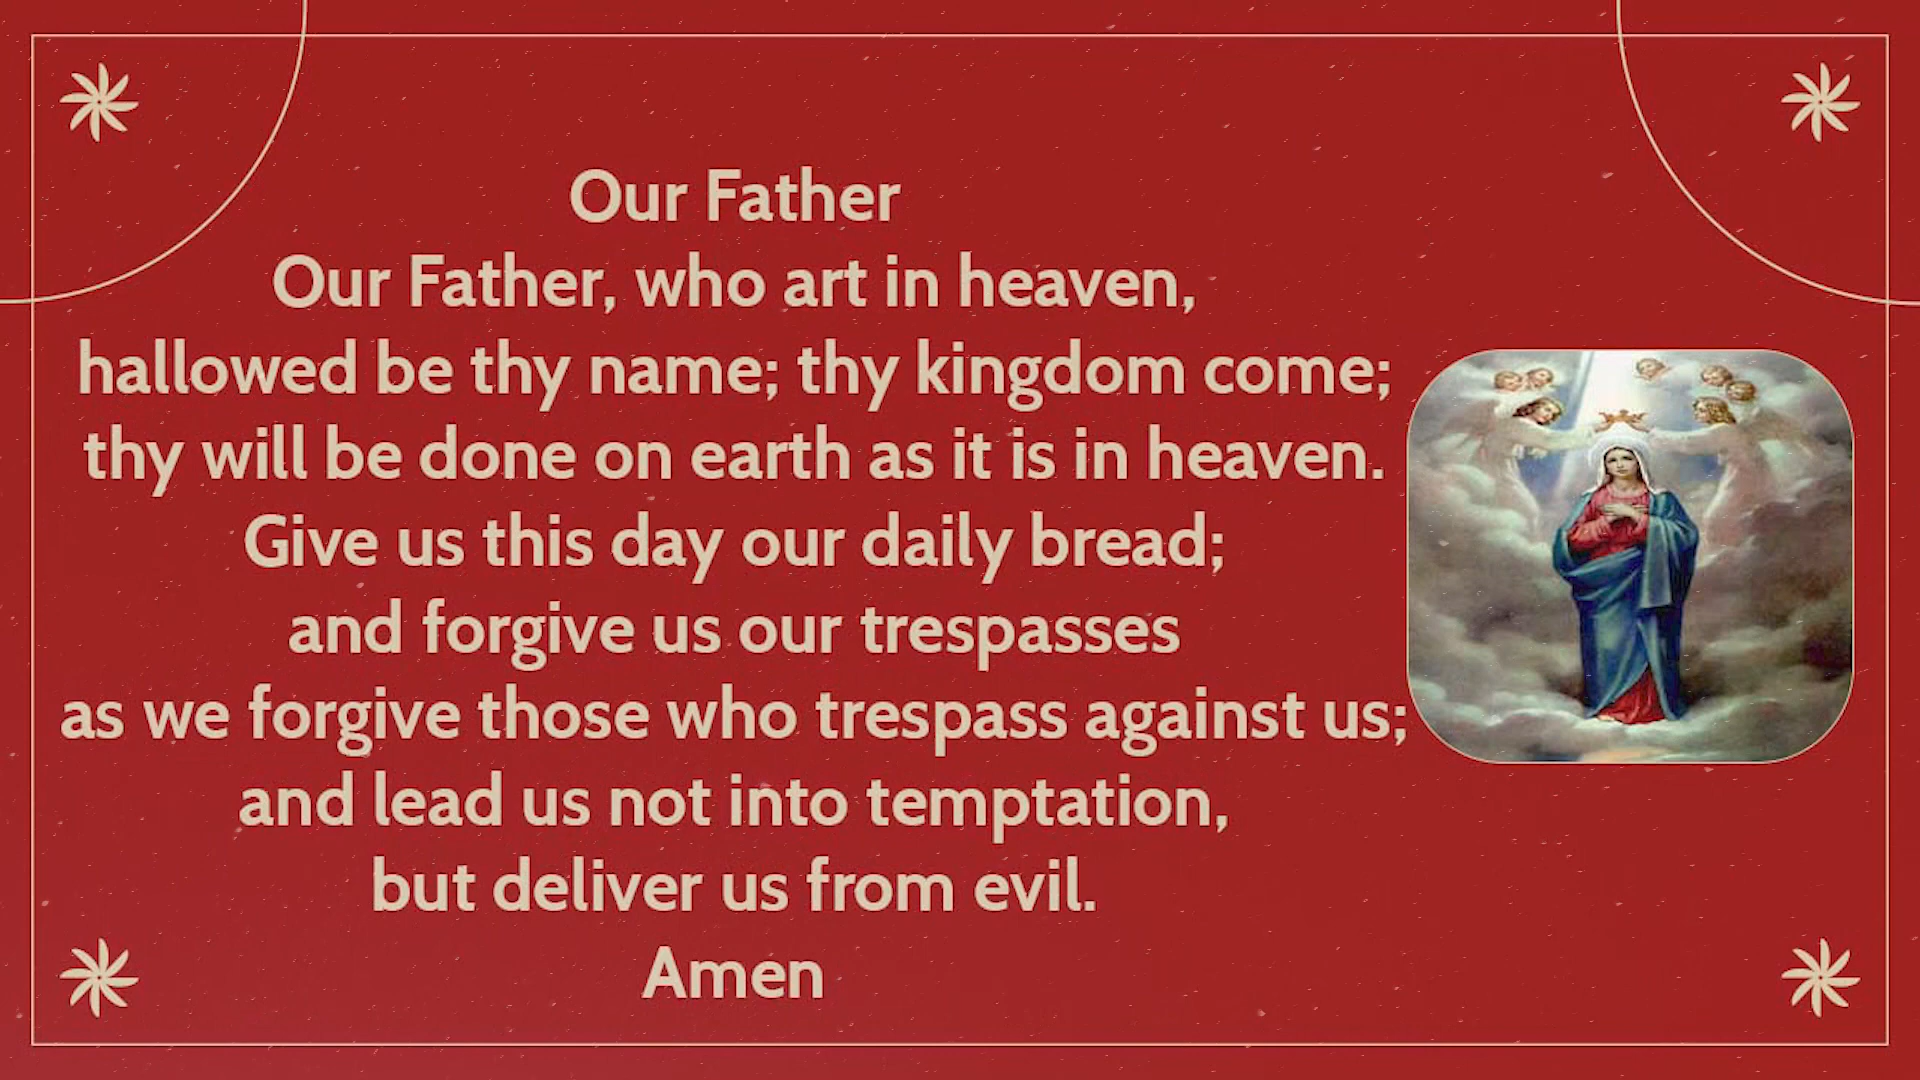 Our Father
Our Father, who art in heaven,
hallowed be thy name; thy kingdom come;
thy will be done on earth as it is in heaven.
Give us this day our daily bread;
and forgive us our trespasses
as we forgive those who trespass against us;
and lead us not into temptation,
but deliver us from evil.
Amen